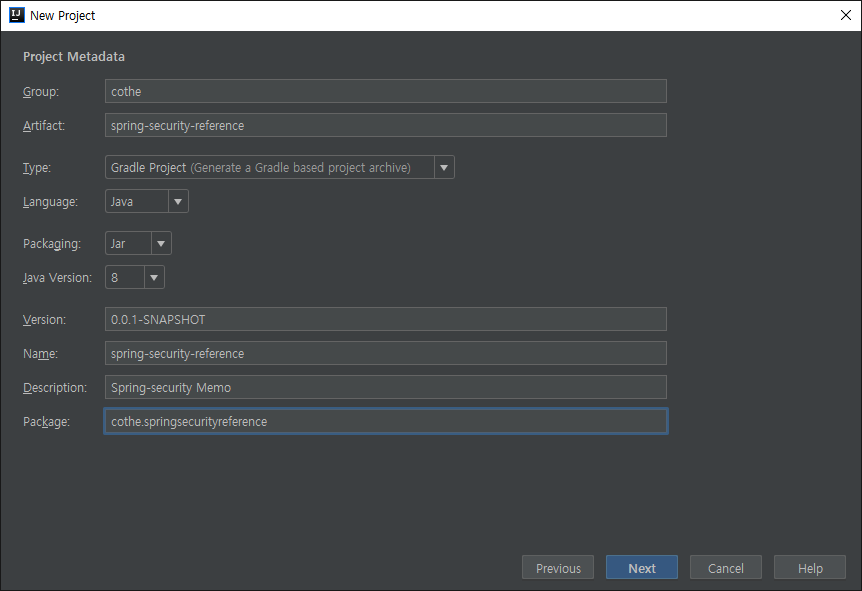 IJ New Project
Project Metadata
Group: cothe
Artifact: spring-security-reference
Type: Gradle Project (Generate a Gradle based project archive)
Language: Java
Packaging: Jar
Java Version: 8
Version: 0.0.1-SNAPSHOT
Name: spring-security-reference
Description: Spring-security Memo
Package: cothe.springsecurityreference
Previous Next Cancel Help